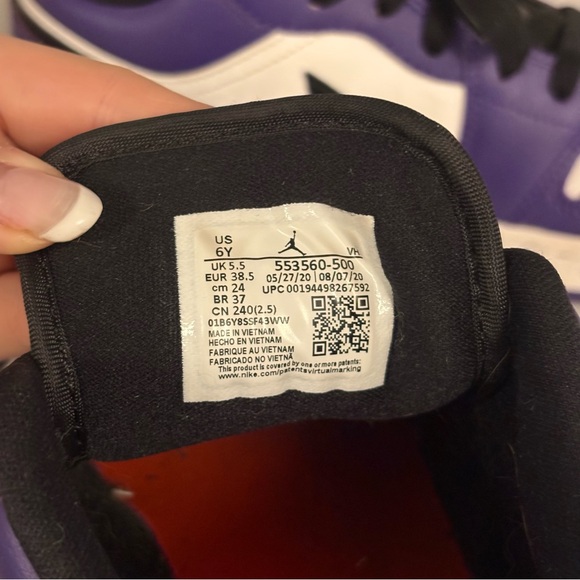 US
6Y
VH
UK 5.5
553560-500
EUR 38.5
05/27/20 08/07/20
cm 24
UPC 00194498267592
BR 37
CN 240(2.5)
01B6Y8SSF43WW
MADE IN VIETNAM
HECHO EN VIETNAM
FABRIQUE AU VIETNAM
FABRICADO NO VIETNÃ
This product is covered by one or more patents:
www.nike.com/patentsvirtualmarking